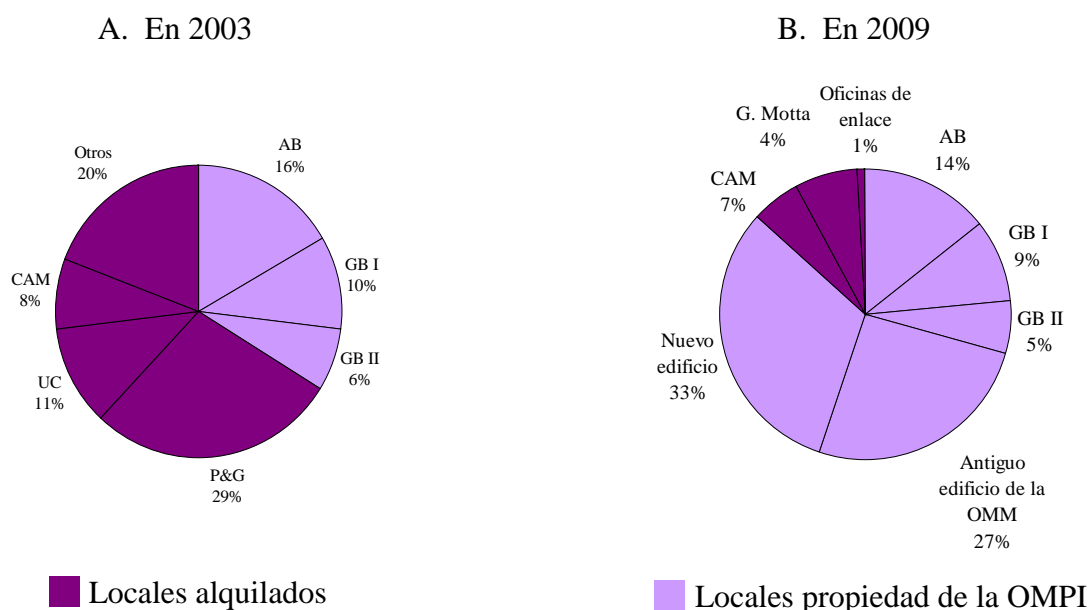 A. En 2003
AB
16%
GB I
10%
GB II
6%
P&G
29%
UC
11%
CAM
8%
Otros
20%
Locales alquilados
B. En 2009
Oficinas de
enlace
1%
AB
14%
GB I
9%
GB II
5%
Antiguo
edificio de la
OMM
27%
Nuevo
edificio
33%
CAM
7%
G. Motta
4%
Locales propiedad de la OMPI